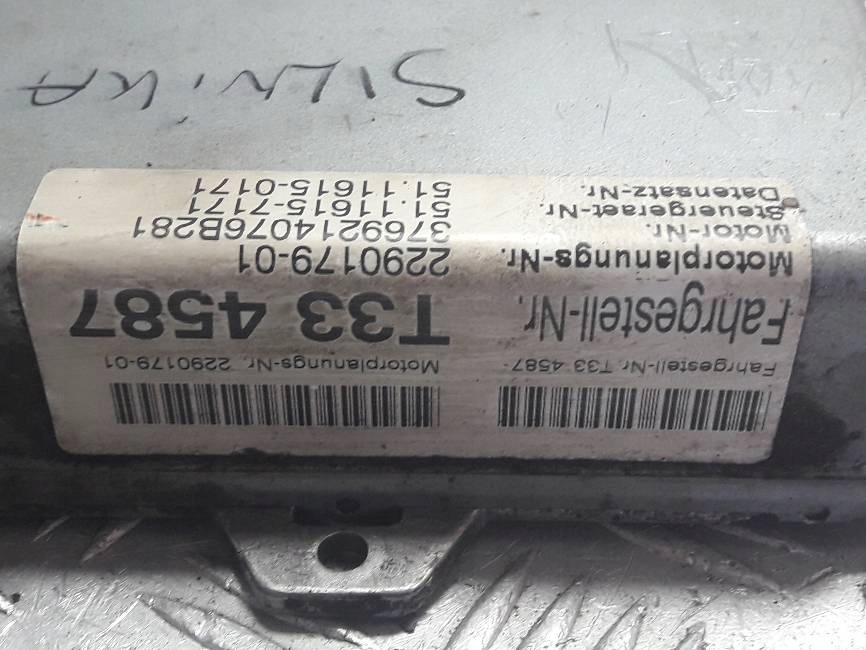 Fahrgestell-Nr. T33 4587- Motorplanungs-Nr. 2290179-01
Fahrgestell-Nr. T33 4587
Motorplanungs-Nr. 2290179-01
Motor-Nr. 3769214076B281
Steuergeraet-Nr. 51.11615-7171
Datensatz-Nr. 51.11615-0171
SILNIKA